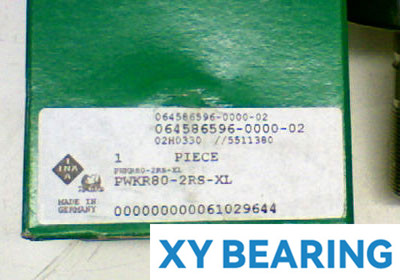 064586596-0000-02
064586596-0000-02
02H0330 //5511380
1 PIECE
PWKR80-2RS-XL
INA
PWKR80-2RS-XL
MADE IN
GERMANY
000000000061029644
XY BEARING